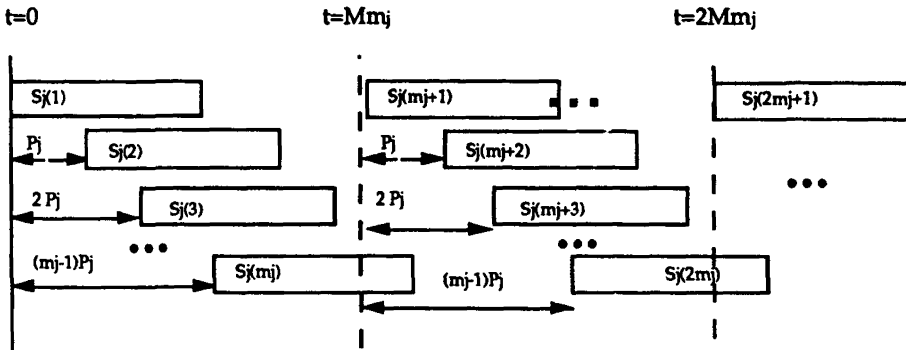 t=0 t=Mmj t=2Mmj
Sj(1) Sj(mj+1) Sj(2mj+1)
Pj Sj(2) Pj Sj(mj+2)
2 Pj Sj(3) 2 Pj Sj(mj+3)
(mj-1)Pj Sj(mj) (mj-1)Pj Sj(2mj)